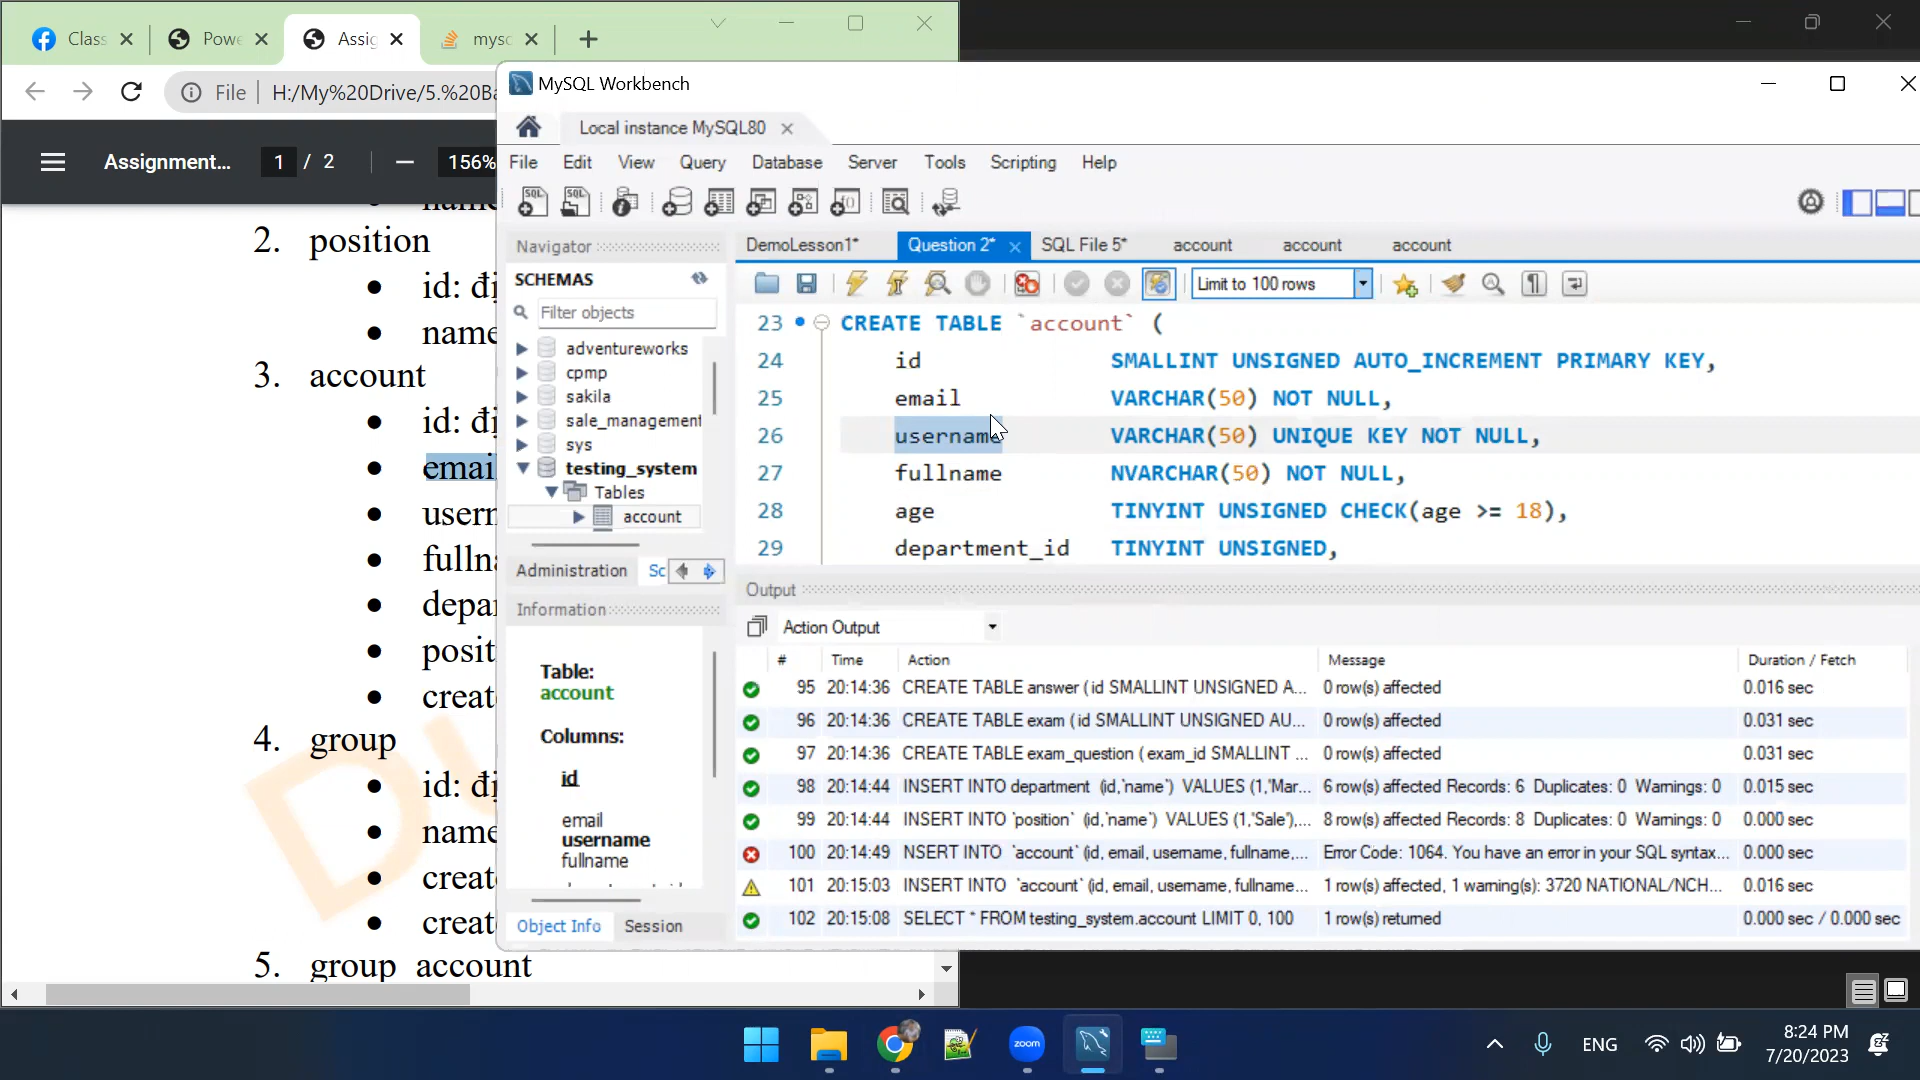 Class
Powe
Assig
mysq
File
H:/My%20Drive/5.%20Ba
Assignment...
1 / 2
156%
2. position
id: đị
name
3. account
id: đị
email
usern
fulln
depar
posit
create
4. group
id: đị
name
create
create
5. group account
MySQL Workbench
Local instance MySQL80
File Edit View Query Database Server Tools Scripting Help
Navigator
SCHEMAS
Filter objects
adventureworks
cpmp
sakila
sale_management
sys
testing_system
Tables
account
Administration Sc
Information
Table:
account
Columns:
id
email
username
fullname
Object Info Session
DemoLesson1* Question 2* SQL File 5* account account account
Limit to 100 rows
23 CREATE TABLE `account` (
24 id SMALLINT UNSIGNED AUTO_INCREMENT PRIMARY KEY,
25 email VARCHAR(50) NOT NULL,
26 username VARCHAR(50) UNIQUE KEY NOT NULL,
27 fullname NVARCHAR(50) NOT NULL,
28 age TINYINT UNSIGNED CHECK(age >= 18),
29 department_id TINYINT UNSIGNED,
Output
Action Output
# Time Action Message Duration / Fetch
95 20:14:36 CREATE TABLE answer ( id SMALLINT UNSIGNED A... 0 row(s) affected 0.016 sec
96 20:14:36 CREATE TABLE exam ( id SMALLINT UNSIGNED AU... 0 row(s) affected 0.031 sec
97 20:14:36 CREATE TABLE exam_question ( exam_id SMALLINT ... 0 row(s) affected 0.031 sec
98 20:14:44 INSERT INTO department (id,`name`) VALUES (1,'Mar... 6 row(s) affected Records: 6 Duplicates: 0 Warnings: 0 0.015 sec
99 20:14:44 INSERT INTO `position` (id,`name`) VALUES (1,'Sale'),... 8 row(s) affected Records: 8 Duplicates: 0 Warnings: 0 0.000 sec
100 20:14:49 NSERT INTO `account` (id, email, username, fullname,... Error Code: 1064. You have an error in your SQL syntax... 0.000 sec
101 20:15:03 INSERT INTO `account` (id, email, username, fullname... 1 row(s) affected, 1 warning(s): 3720 NATIONAL/NCH... 0.016 sec
102 20:15:08 SELECT * FROM testing_system.account LIMIT 0, 100 1 row(s) returned 0.000 sec / 0.000 sec
zoom
ENG
8:24 PM
7/20/2023